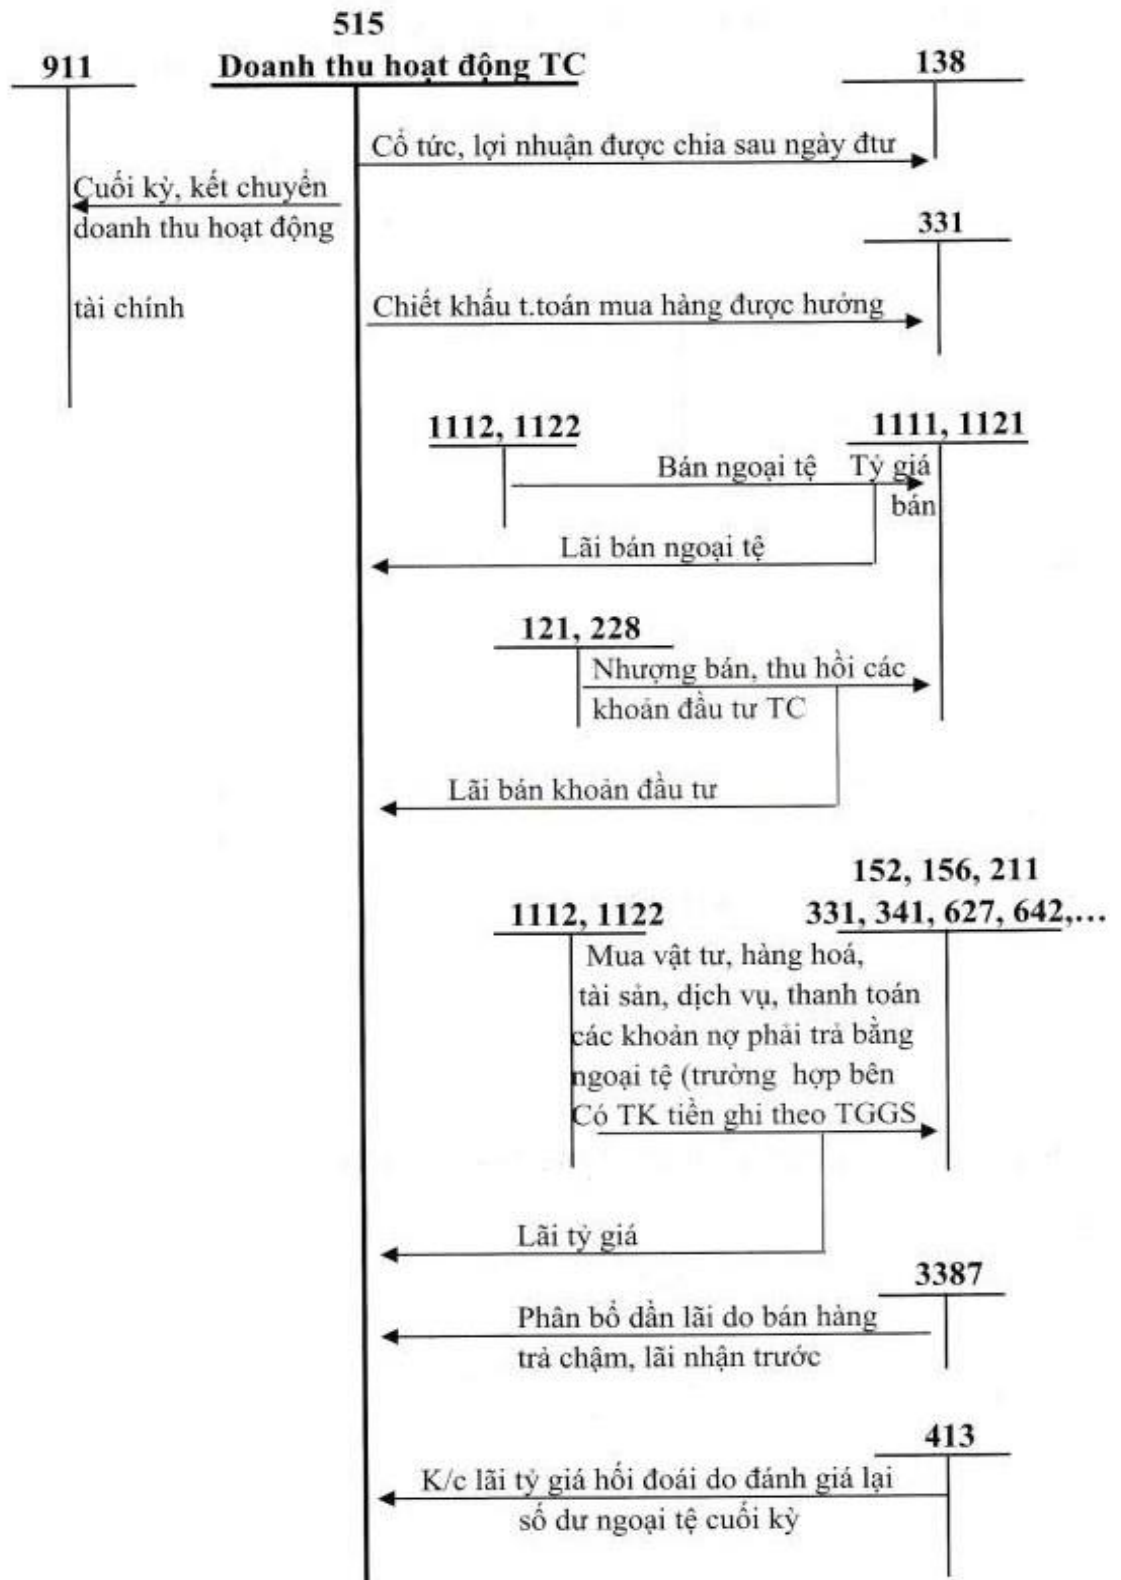 515
911
Doanh thu hoạt động TC
138
Cổ tức, lợi nhuận được chia sau ngày đtư
Cuối kỳ, kết chuyển
doanh thu hoạt động
tài chính
331
Chiết khấu t.toán mua hàng được hưởng
1112, 1122
1111, 1121
Bán ngoại tệ
Tỷ giá
bán
Lãi bán ngoại tệ
121, 228
Nhượng bán, thu hồi các
khoản đầu tư TC
Lãi bán khoản đầu tư
152, 156, 211
1112, 1122
331, 341, 627, 642,...
Mua vật tư, hàng hoá,
tài sản, dịch vụ, thanh toán
các khoản nợ phải trả bằng
ngoại tệ (trường hợp bên
Có TK tiền ghi theo TGGS
Lãi tỷ giá
3387
Phân bổ dần lãi do bán hàng
trả chậm, lãi nhận trước
413
K/c lãi tỷ giá hối đoái do đánh giá lại
số dư ngoại tệ cuối kỳ